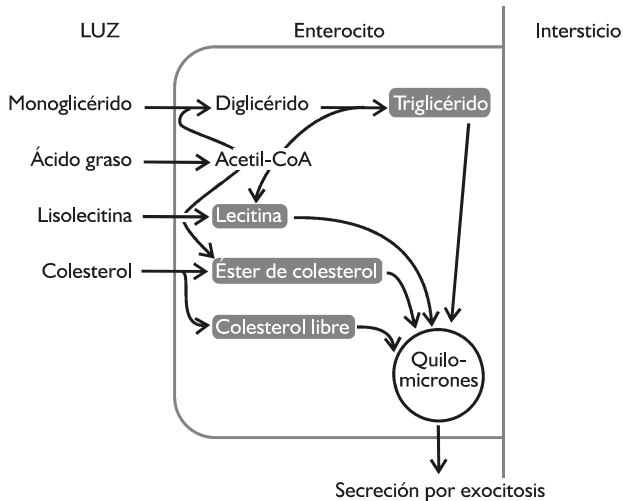 LUZ
Enterocito
Intersticio
Monoglicérido
Diglicérido
Triglicérido
Ácido graso
Acetil-CoA
Lisolecitina
Lecitina
Colesterol
Éster de colesterol
Colesterol libre
Quilo-
micrones
Secreción por exocitosis